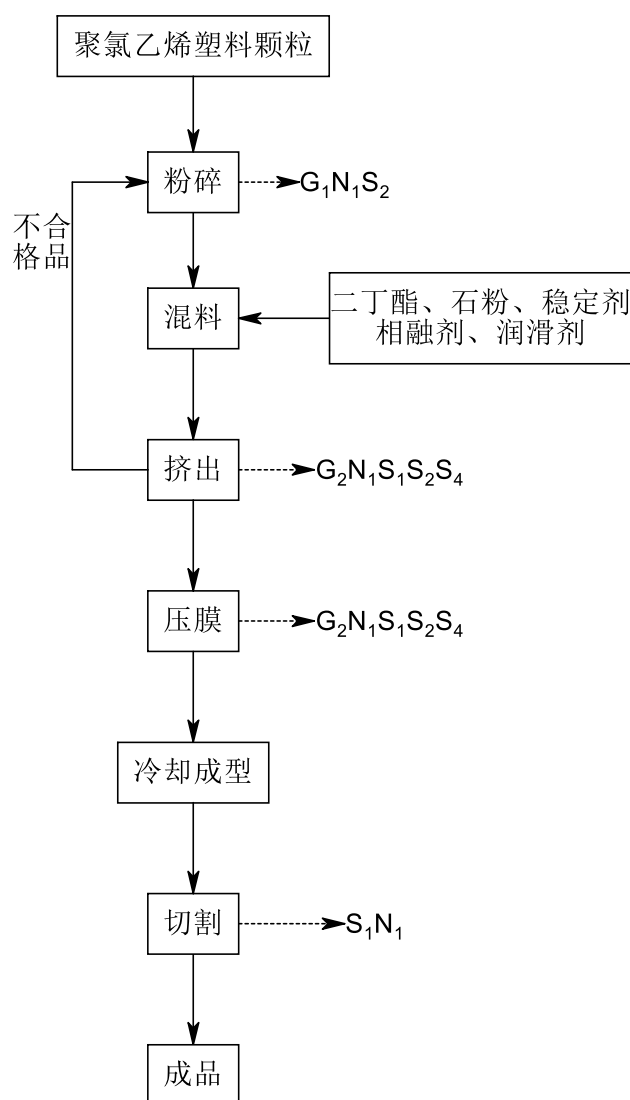 聚氯乙烯塑料颗粒
粉碎
G₁N₁S₂
不合
格品
混料
二丁酯、石粉、稳定剂
相融剂、润滑剂
挤出
G₂N₁S₁S₂S₄
压膜
G₂N₁S₁S₂S₄
冷却成型
切割
S₁N₁
成品